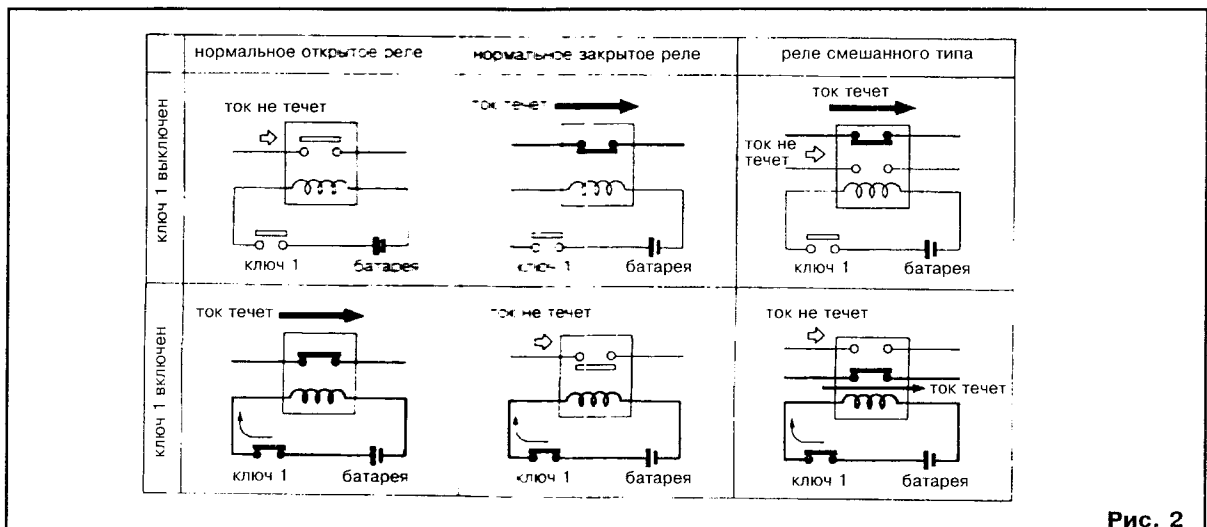 нормальное открытое реле
нормальное закрытое реле
реле смешанного типа
ключ 1 выключен
ток не течет
ключ 1
батарея
ток течет
ключ 1
батарея
ток течет
ток не
течет
ключ 1
батарея
ключ 1 включен
ток течет
ключ 1
батарея
ток не течет
ключ 1
батарея
ток не течет
ток течет
ключ 1
батарея
Рис. 2